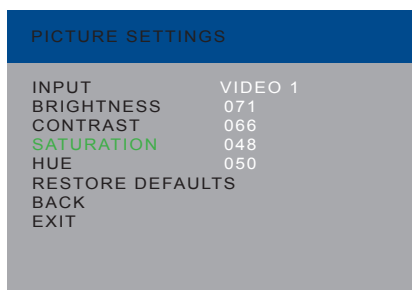 PICTURE SETTINGS
INPUT VIDEO 1
BRIGHTNESS 071
CONTRAST 066
SATURATION 048
HUE 050
RESTORE DEFAULTS
BACK
EXIT